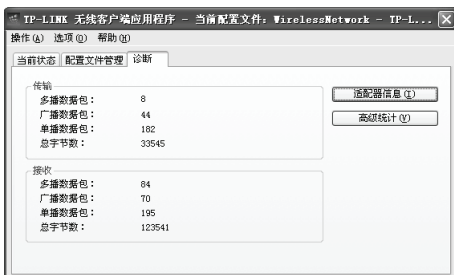 TP-LINK 无线客户端应用程序 - 当前配置文件: WirelessNetwork - TP-L...
操作(A) 选项(O) 帮助(H)
当前状态 配置文件管理 诊断
传输
多播数据包: 8
广播数据包: 44
单播数据包: 182
总字节数: 33545
适配器信息(I)
高级统计(V)
接收
多播数据包: 84
广播数据包: 70
单播数据包: 195
总字节数: 123541